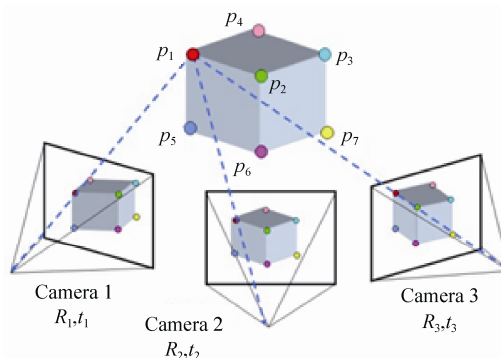 p₄
p₁
p₃
p₂
p₅
p₇
p₆
Camera 1
R₁,t₁
Camera 2
R₂,t₂
Camera 3
R₃,t₃